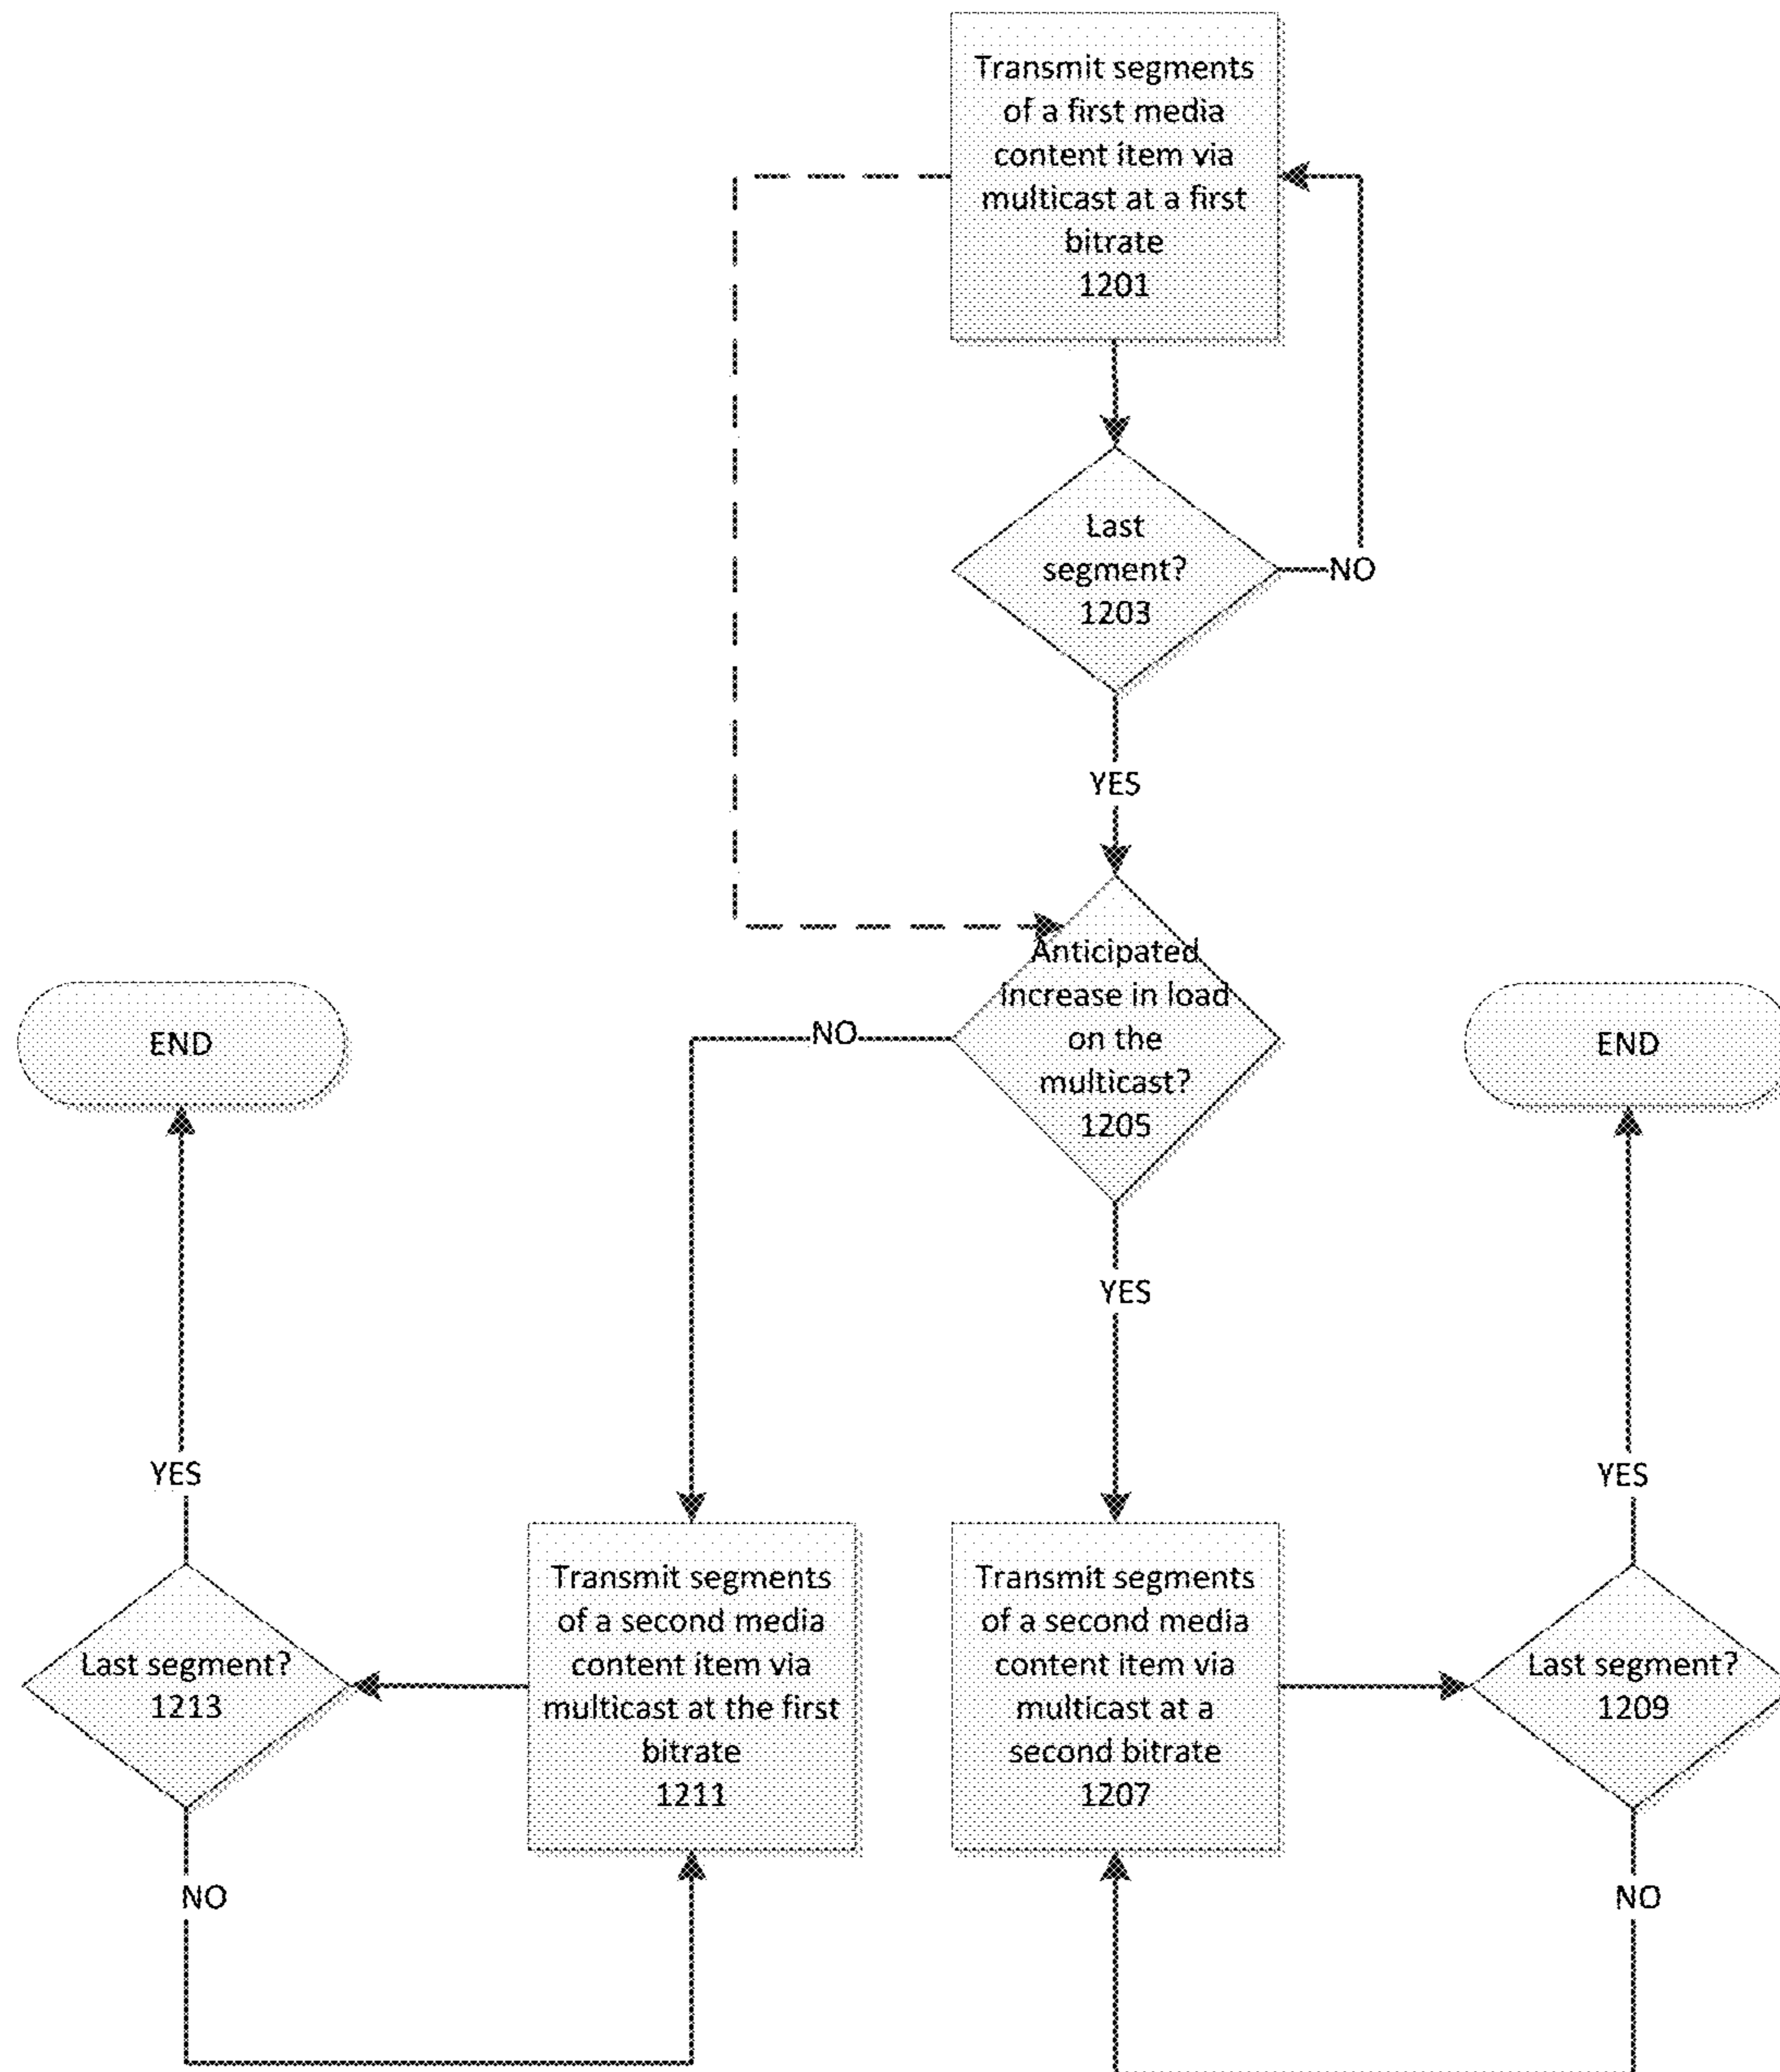 Transmit segments
of a first media
content item via
multicast at a first
bitrate
1201
Last
segment?
1203
NO
YES
Anticipated
increase in load
on the
multicast?
1205
NO
YES
END
END
YES
YES
Last segment?
1213
Transmit segments
of a second media
content item via
multicast at the first
bitrate
1211
Transmit segments
of a second media
content item via
multicast at a
second bitrate
1207
Last segment?
1209
NO
NO